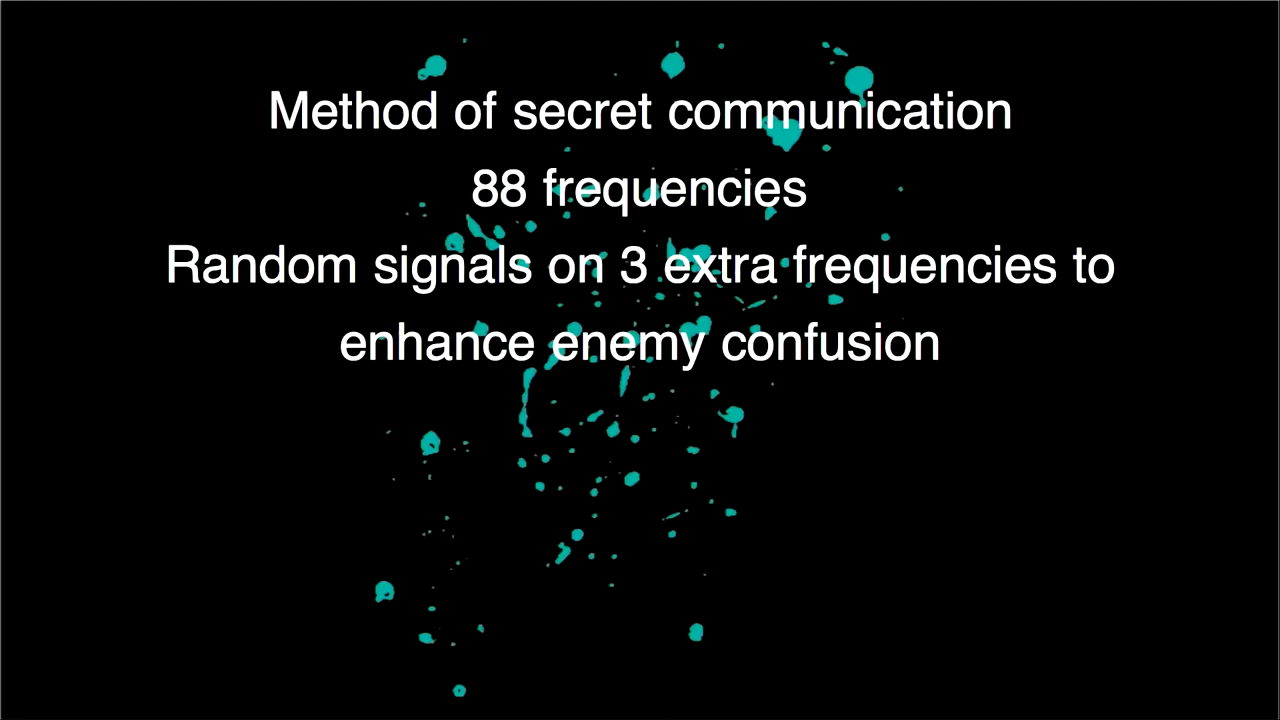 Method of secret communication
88 frequencies
Random signals on 3 extra frequencies to
enhance enemy confusion